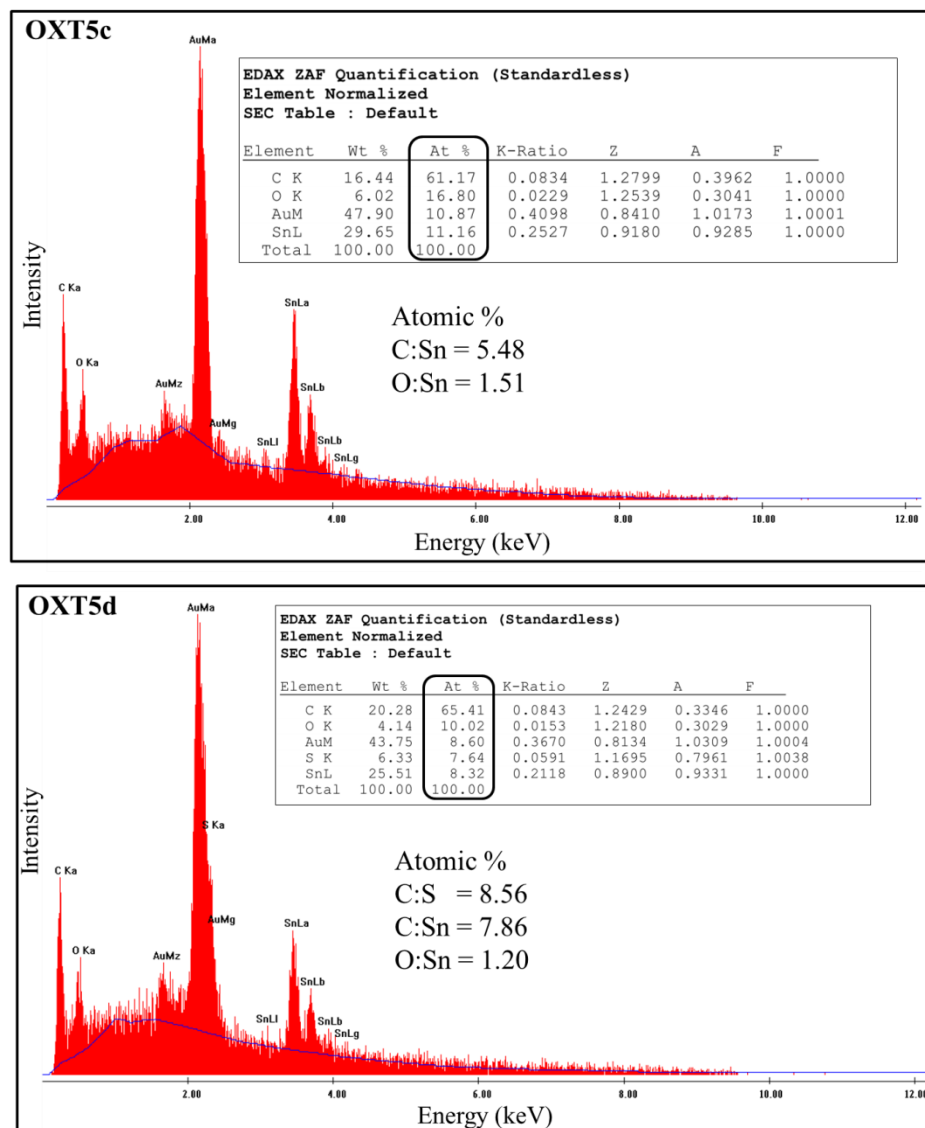 OXT5c
AuMa
EDAX ZAF Quantification (Standardless)
Element Normalized
SEC Table : Default
Element Wt % At % K-Ratio Z A F
C K 16.44 61.17 0.0834 1.2799 0.3962 1.0000
O K 6.02 16.80 0.0229 1.2539 0.3041 1.0000
AuM 47.90 10.87 0.4098 0.8410 1.0173 1.0001
SnL 29.65 11.16 0.2527 0.9180 0.9285 1.0000
Total 100.00 100.00
Intensity
C Ka
O Ka
AuMz
AuMg
SnLl
SnLa
SnLb
SnLb
SnLg
Atomic %
C:Sn = 5.48
O:Sn = 1.51
2.00 4.00 6.00 8.00 10.00 12.00
Energy (keV)
OXT5d
AuMa
EDAX ZAF Quantification (Standardless)
Element Normalized
SEC Table : Default
Element Wt % At % K-Ratio Z A F
C K 20.28 65.41 0.0843 1.2429 0.3346 1.0000
O K 4.14 10.02 0.0153 1.2180 0.3029 1.0000
AuM 43.75 8.60 0.3670 0.8134 1.0309 1.0004
S K 6.33 7.64 0.0591 1.1695 0.7961 1.0038
SnL 25.51 8.32 0.2118 0.8900 0.9331 1.0000
Total 100.00 100.00
Intensity
S Ka
C Ka
O Ka
AuMz
AuMg
SnLl
SnLa
SnLb
SnLb
SnLg
Atomic %
C:S = 8.56
C:Sn = 7.86
O:Sn = 1.20
2.00 4.00 6.00 8.00 10.00 12.00
Energy (keV)